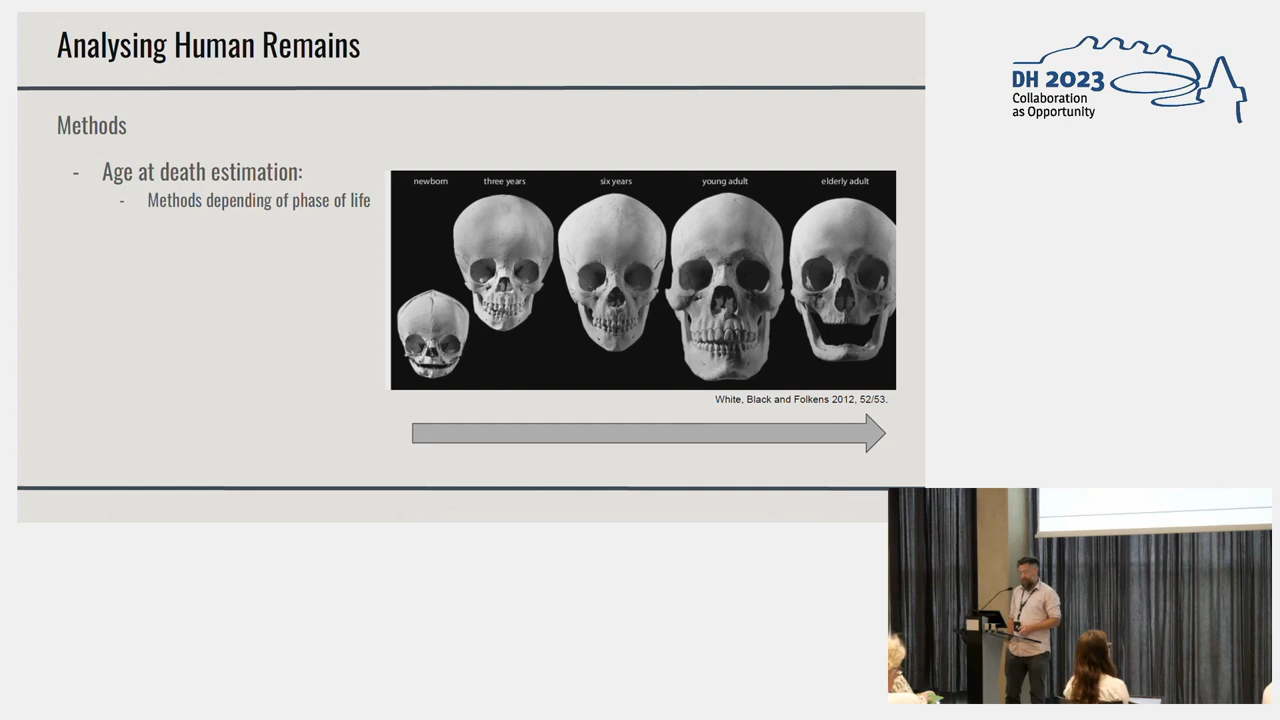 Analysing Human Remains
Methods
- Age at death estimation:
- Methods depending of phase of life
newborn three years six years young adult elderly adult
White, Black and Folkens 2012, 52/53.
DH 2023
Collaboration
as Opportunity